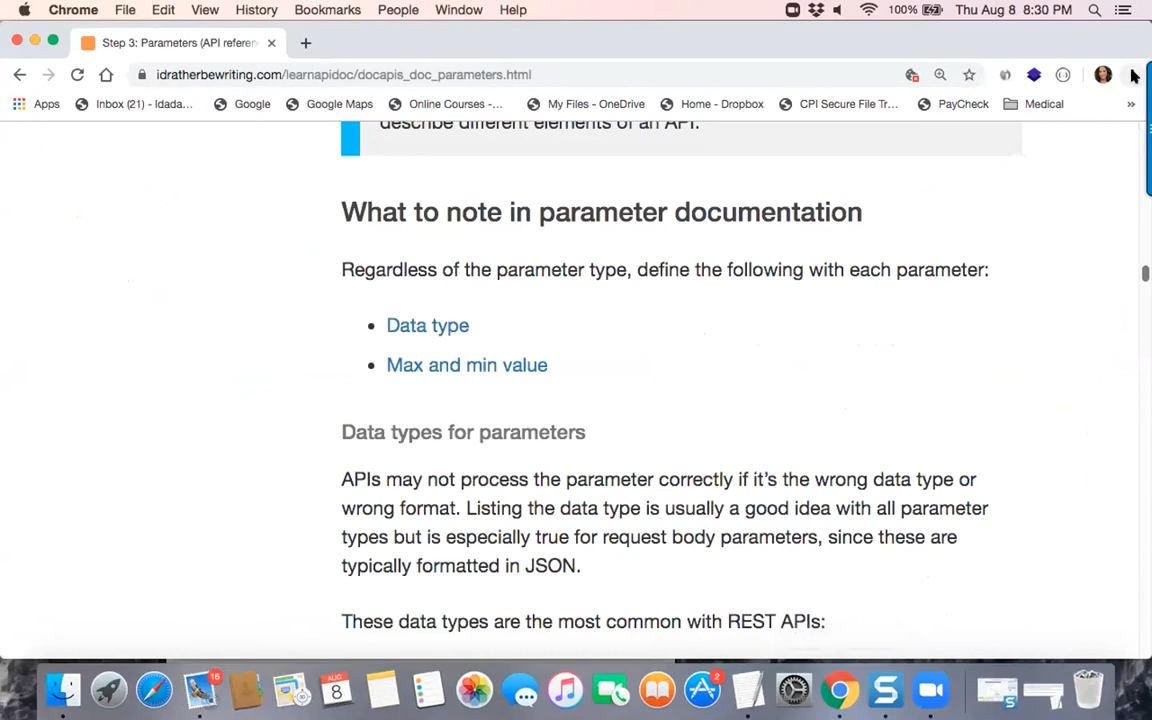 Chrome File Edit View History Bookmarks People Window Help 100% Thu Aug 8 8:30 PM
Step 3: Parameters (API referen
idratherbewriting.com/learnapidoc/docapis_doc_parameters.html
Apps Inbox (21) - Idada... Google Google Maps Online Courses -... My Files - OneDrive Home - Dropbox CPI Secure File Tr... PayCheck Medical »
describe different elements of an API.
What to note in parameter documentation
Regardless of the parameter type, define the following with each parameter:
• Data type
• Max and min value
Data types for parameters
APIs may not process the parameter correctly if it's the wrong data type or
wrong format. Listing the data type is usually a good idea with all parameter
types but is especially true for request body parameters, since these are
typically formatted in JSON.
These data types are the most common with REST APIs:
16
AUG
8
2